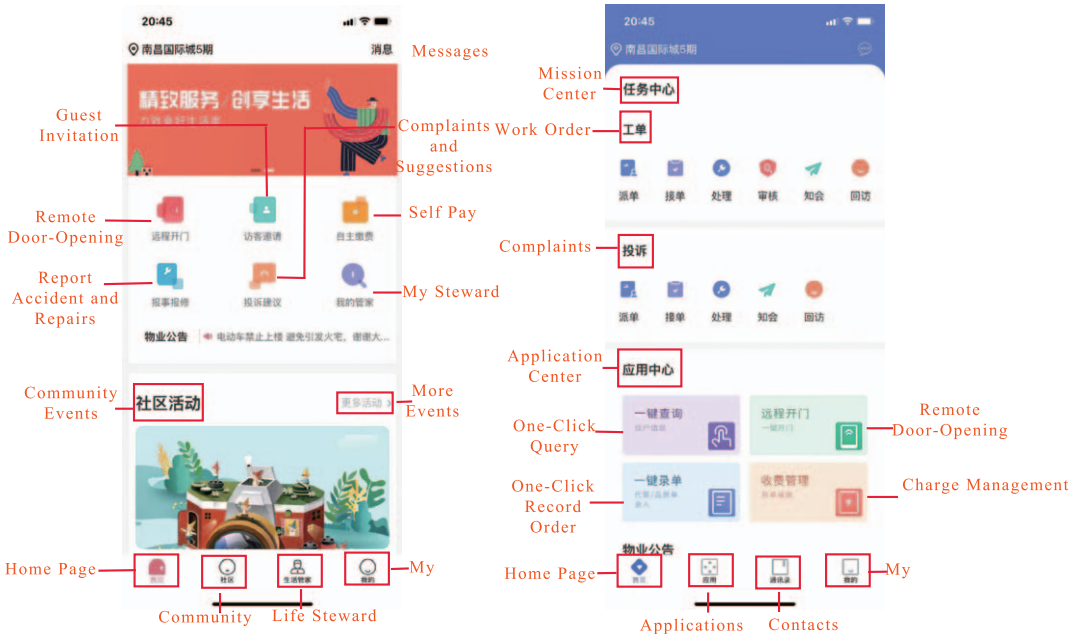 20:45
南昌国际城5期
消息
Messages
精致服务 创享生活
Guest
Invitation
Complaints
and
Suggestions
Remote
Door-Opening
远程开门
访客邀请
自主缴费
Self Pay
Report
Accident and
Repairs
报事报修
投诉建议
我的管家
My Steward
物业公告
电动车禁止上楼 避免引发火宅，谢谢大...
Community
Events
社区活动
更多活动
More
Events
Home Page
首页
社区
生活管家
我的
My
Community
Life Steward
20:45
南昌国际城5期
Mission
Center
任务中心
Work Order
工单
派单
接单
处理
审核
知会
回访
Complaints
投诉
派单
接单
处理
知会
回访
Application
Center
应用中心
One-Click
Query
一键查询
住户信息
远程开门
一键开门
Remote
Door-Opening
One-Click
Record
Order
一键录单
录入
收费管理
Charge Management
物业公告
Home Page
首页
应用
通讯录
我的
My
Applications
Contacts